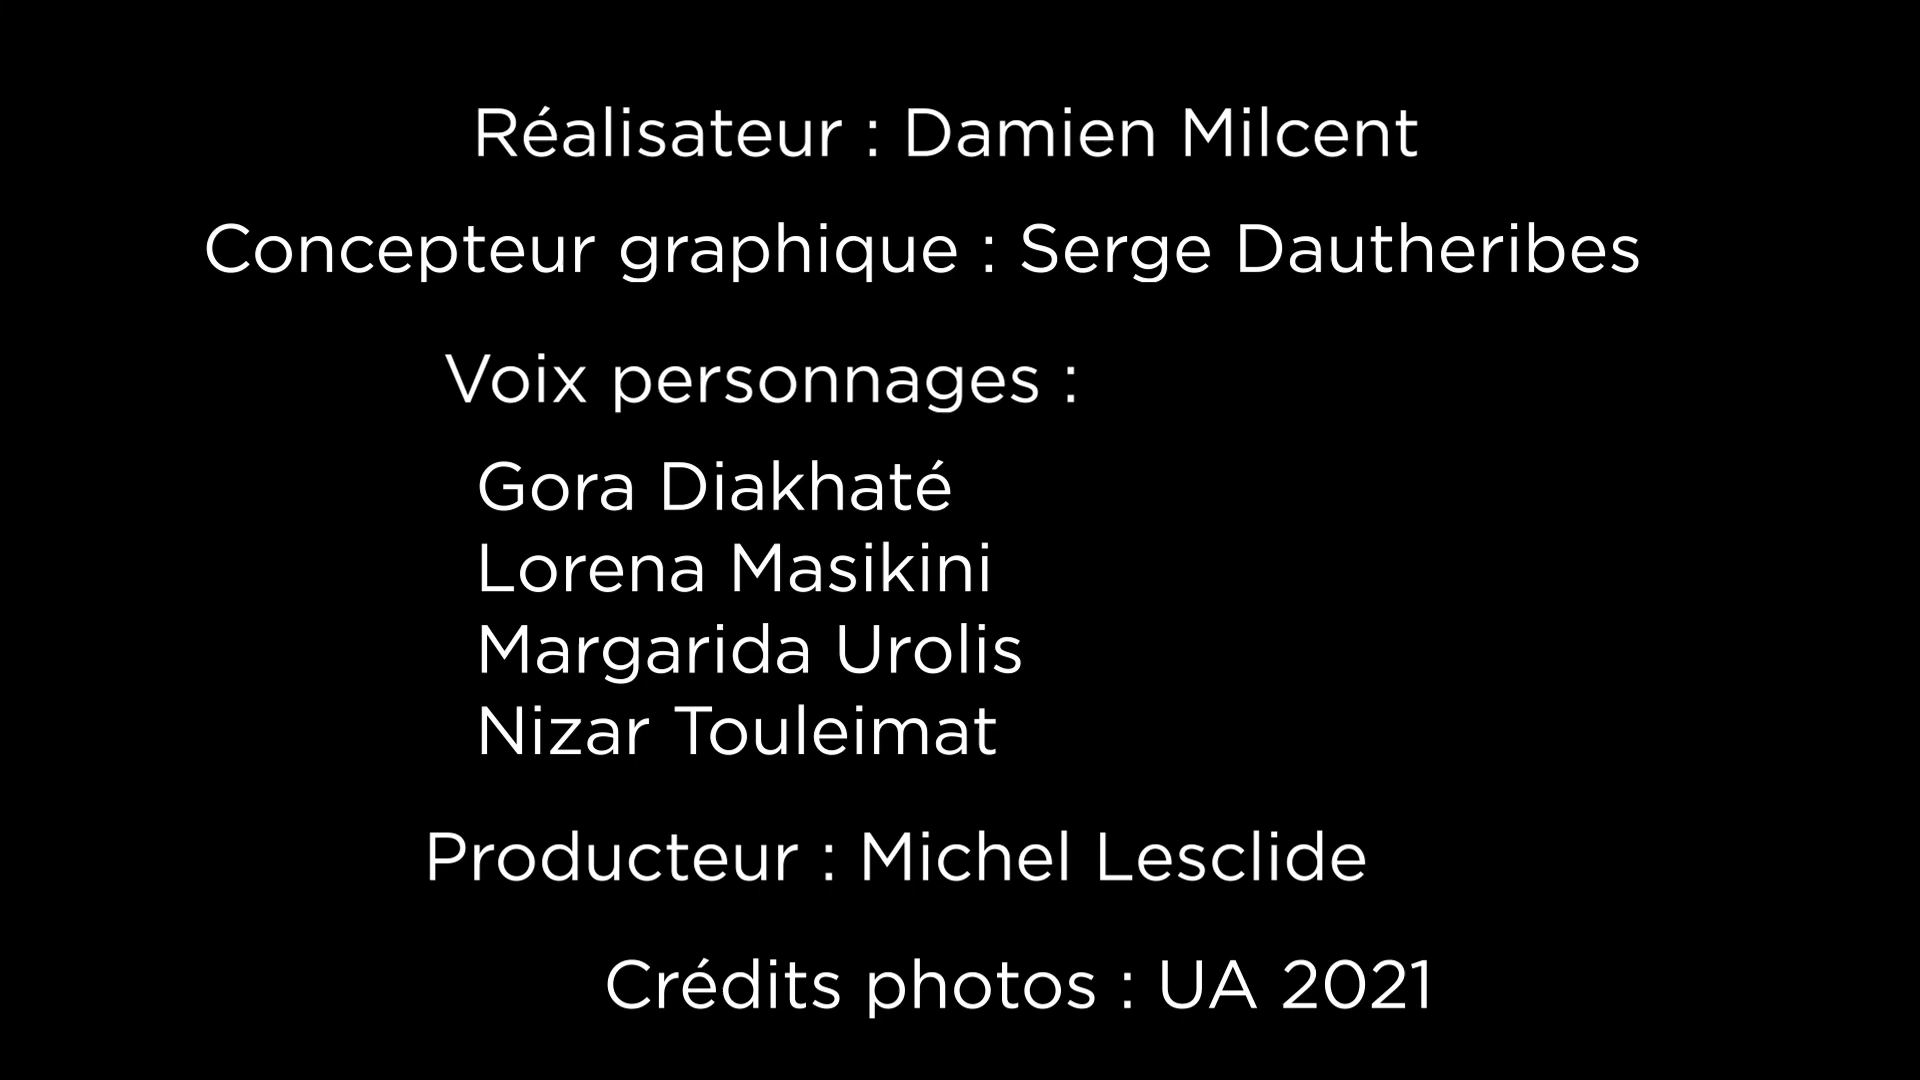 Réalisateur : Damien Milcent
Concepteur graphique : Serge Dautheribes
Voix personnages :
Gora Diakhaté
Lorena Masikini
Margarida Urolis
Nizar Touleimat
Producteur : Michel Lesclide
Crédits photos : UA 2021